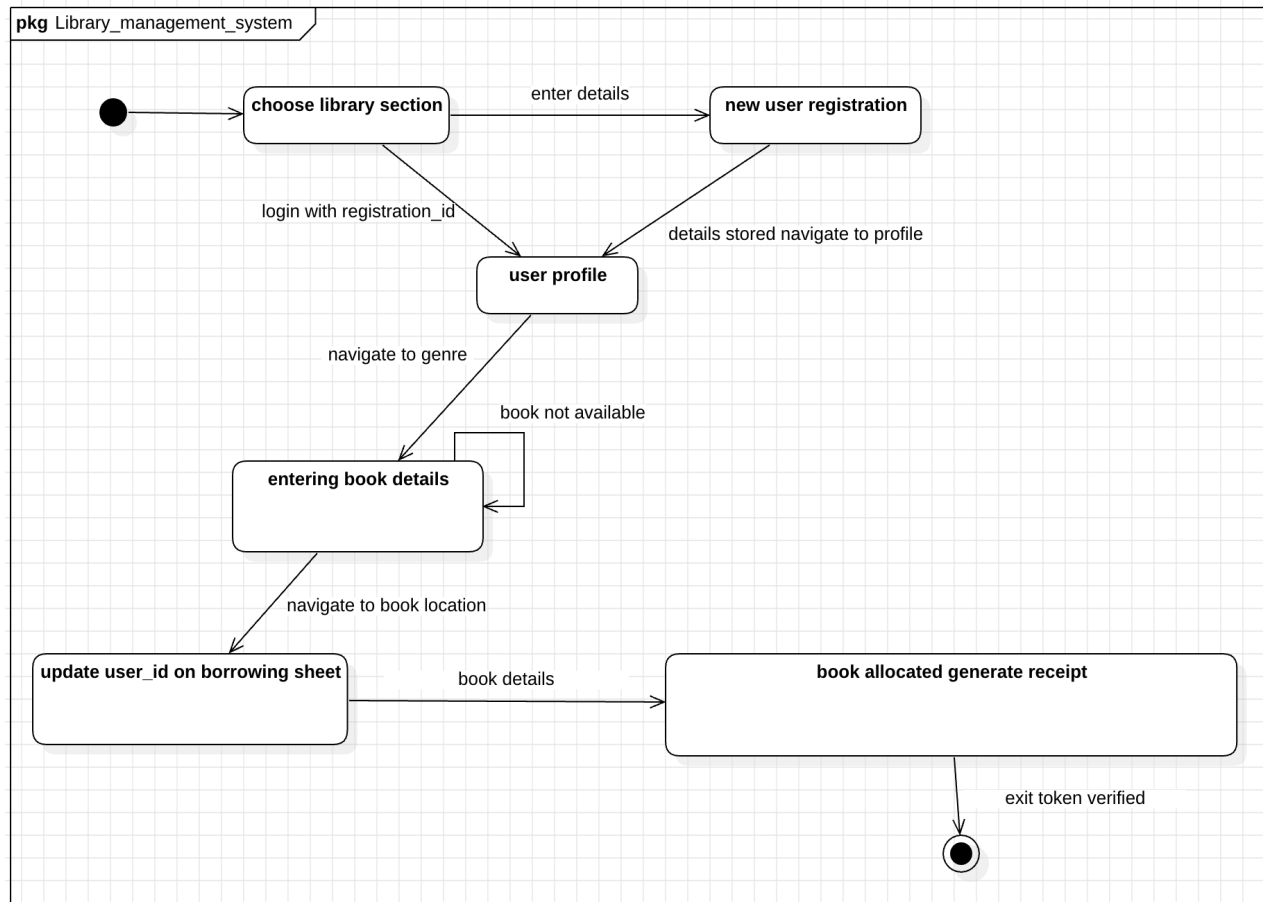 pkg Library_management_system
choose library section
enter details
new user registration
login with registration_id
details stored navigate to profile
user profile
navigate to genre
book not available
entering book details
navigate to book location
update user_id on borrowing sheet
book details
book allocated generate receipt
exit token verified